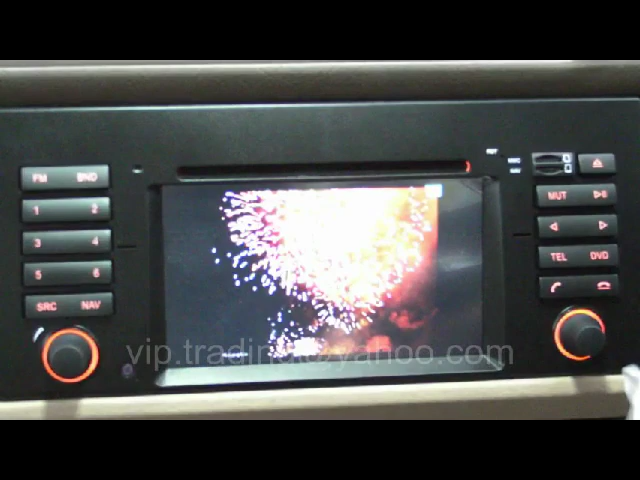 FM BND
1 2
3 4
5 6
SRC NAV
MUT
TEL DVD
vip.trading@yahoo.com